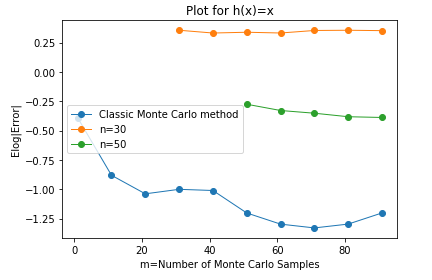 Plot for h(x)=x
Elog|Error|
0.25
0.00
−0.25
−0.50
−0.75
−1.00
−1.25
Classic Monte Carlo method
n=30
n=50
0
20
40
60
80
m=Number of Monte Carlo Samples